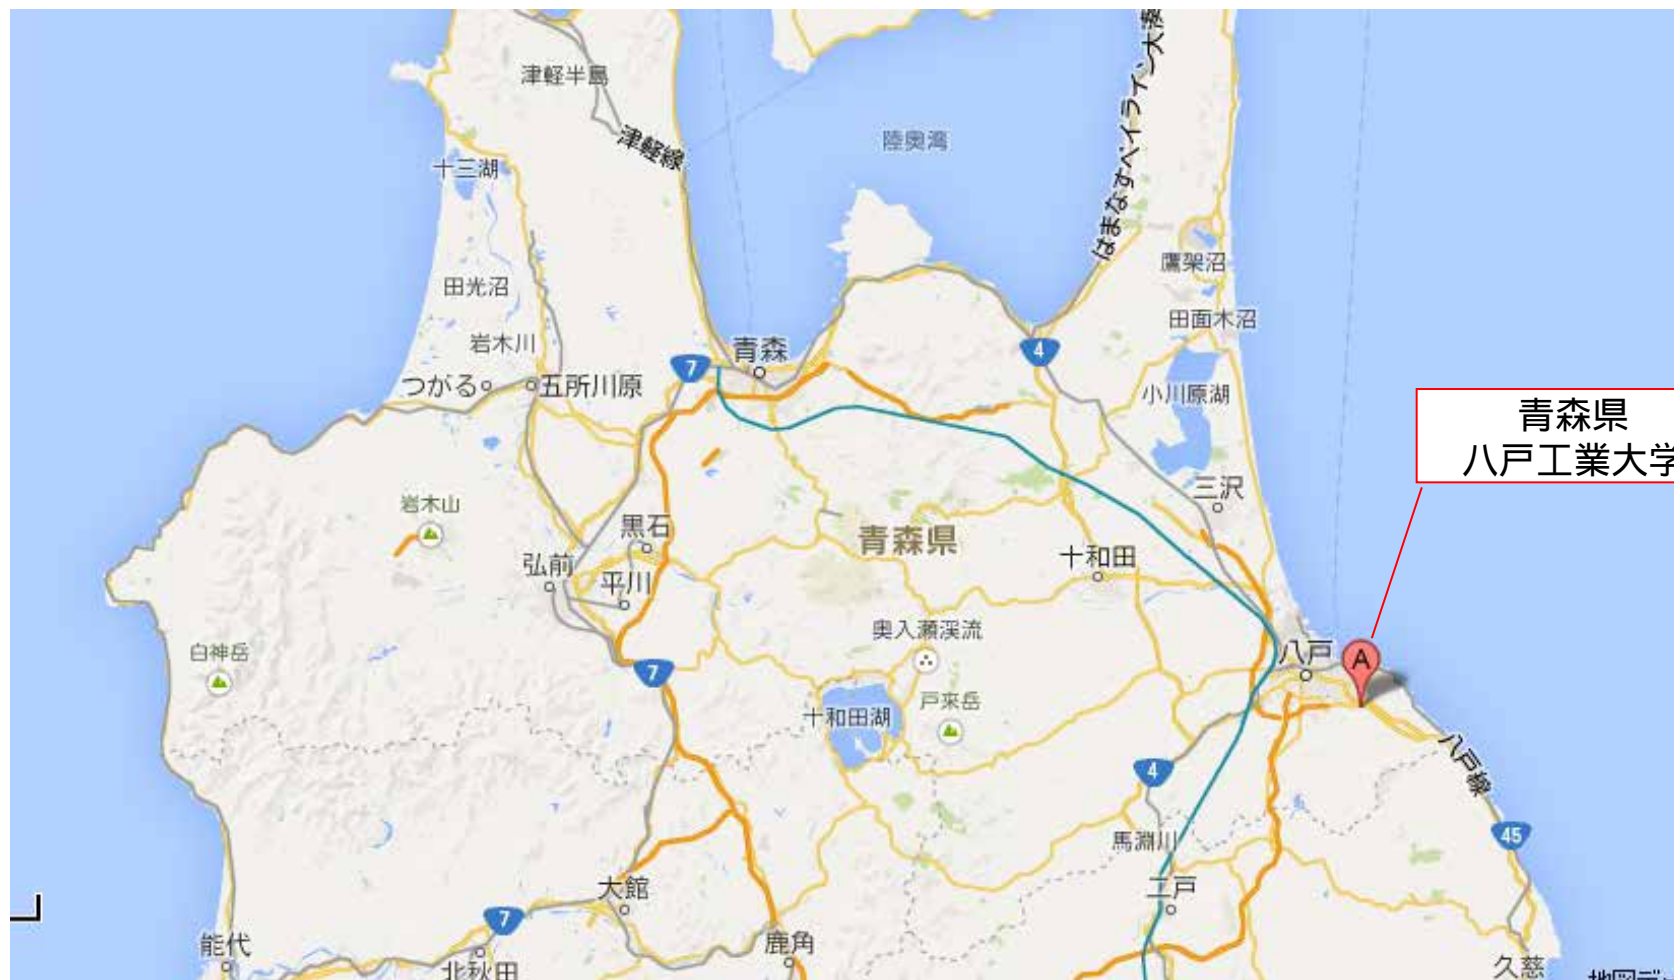 津軽半島
はまなすベイライン大湊
津軽線
陸奥湾
十三湖
鷹架沼
田光沼
田面木沼
岩木川
青森
7
4
つがる
五所川原
小川原湖
青森県
八戸工業大学
三沢
岩木山
黒石
青森県
十和田
弘前
平川
奥入瀬渓流
白神岳
7
八戸
A
戸来岳
十和田湖
4
八戸線
45
馬淵川
大館
二戸
7
能代
鹿角
北秋田
久慈